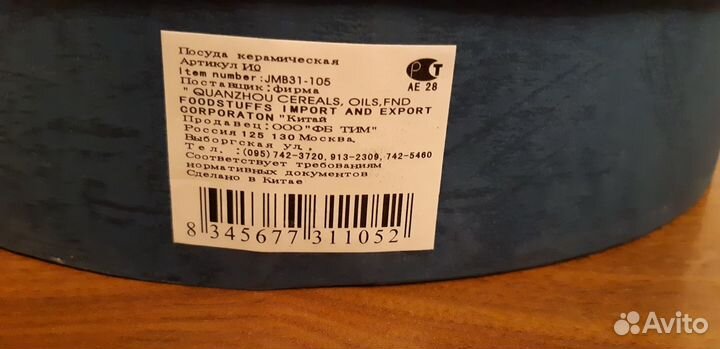 Посуда керамическая
Артикул ИΩ
Item number:JMB31-105
Поставщик:фирма
" QUANZHOU CEREALS, OILS,FND
FOODSTUFFS IMPORT AND EXPORT
CORPORATON "Китай
Продавец:ООО"ФБ ТИМ"
Россия 125 130 Москва,
Выборгская ул.
Тел. :(095)742-3720, 913-2309, 742-5460
Соответствует требованиям
нормативных документов
Сделано в Китае
РСТ
АЕ 28
8 345677 311052
Avito